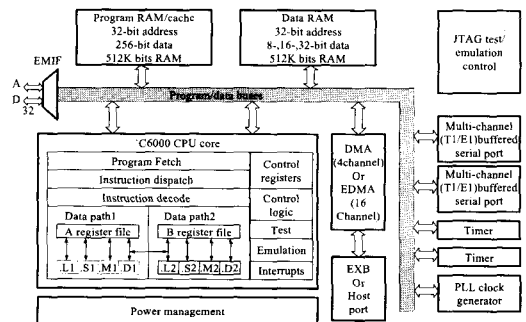 Program RAM/cache
32-bit address
256-bit data
512K bits RAM
Data RAM
32-bit address
8-,16-,32-bit data
512K bits RAM
JTAG test/
emulation
control
EMIF
A
D
32
Program/data buses
C6000 CPU core
Program Fetch
Instruction dispatch
Instruction decode
Data path1
A register file
.L1 .S1 .M1 .D1
Data path2
B register file
.L2 .S2 .M2 .D2
Control
registers
Control
logic
Test
Emulation
Interrupts
Power management
DMA
(4channel)
Or
EDMA
(16
Channel)
EXB
Or
Host
port
Multi-channel
(T1/E1)buffered
serial port
Multi-channel
(T1/E1)buffered
serial port
Timer
Timer
PLL clock
generator